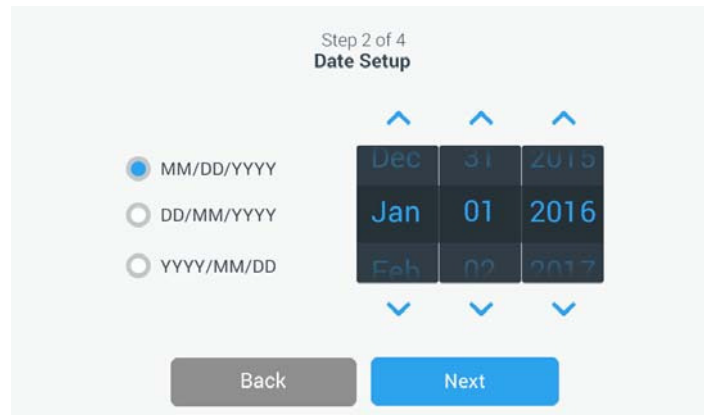 Step 2 of 4
Date Setup
MM/DD/YYYY
DD/MM/YYYY
YYYY/MM/DD
Dec 31 2015
Jan 01 2016
Feb 02 2017
Back
Next